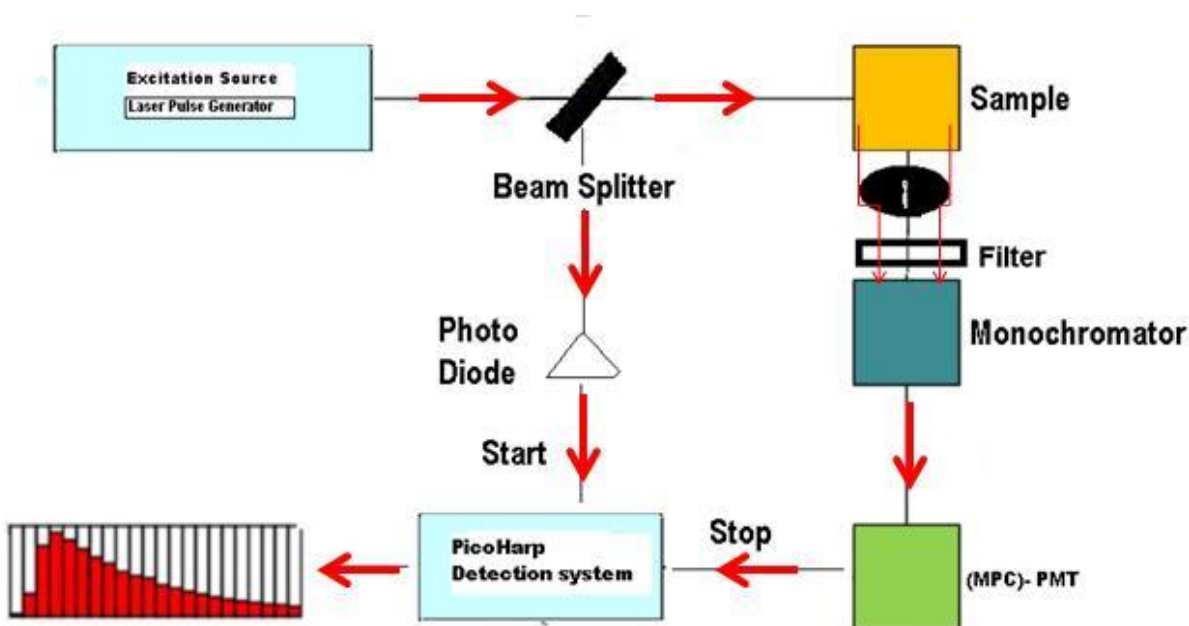 Excitation Source
Laser Pulse Generator
Sample
Beam Splitter
Filter
Photo
Diode
Monochromator
Start
Stop
PicoHarp
Detection system
(MPC)- PMT